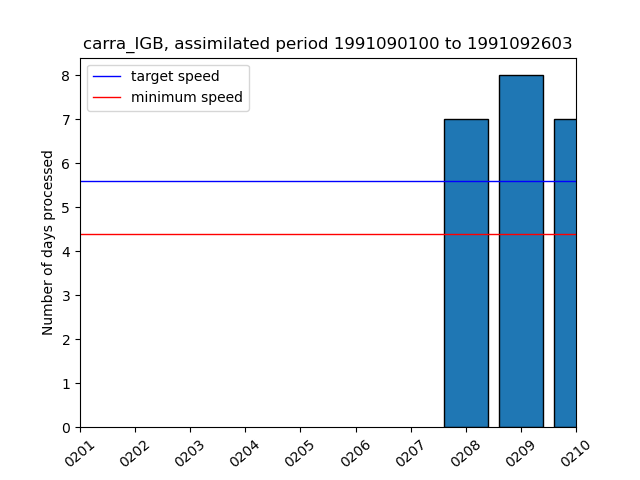 carra_IGB, assimilated period 1991090100 to 1991092603
target speed
minimum speed
Number of days processed
8
7
6
5
4
3
2
1
0
0201 0202 0203 0204 0205 0206 0207 0208 0209 0210